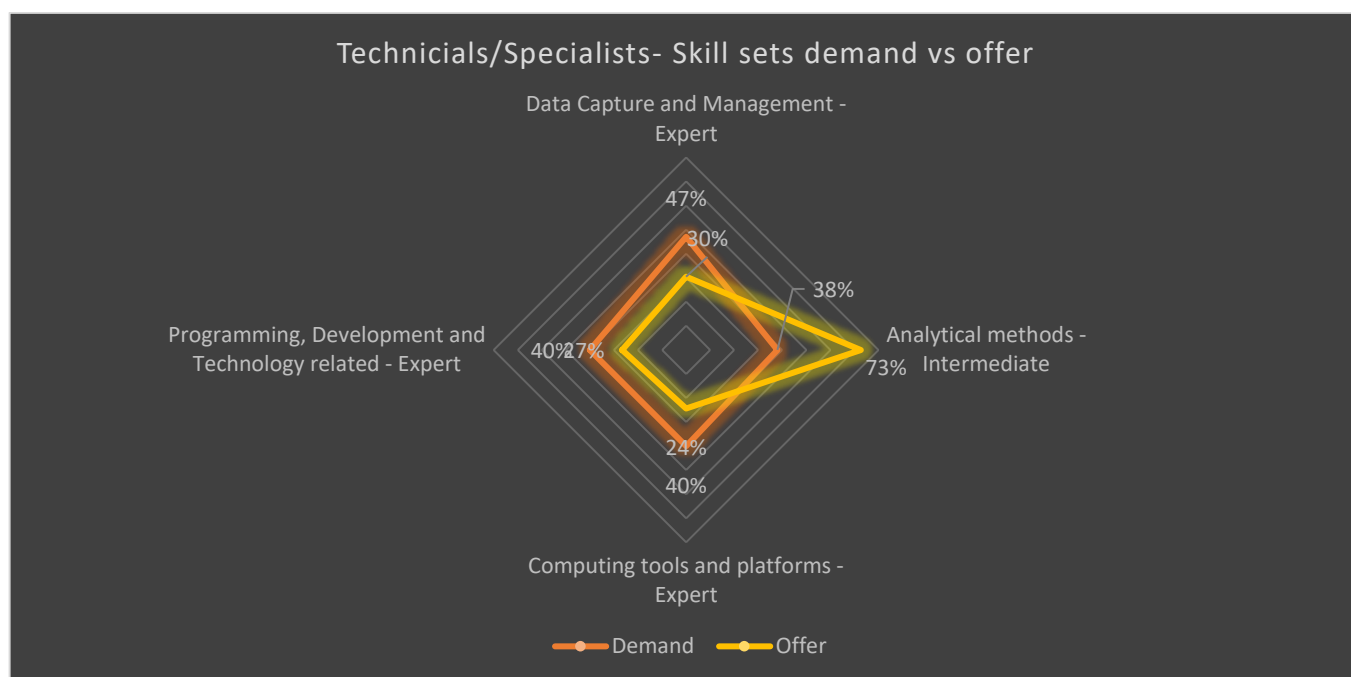 Technicials/Specialists- Skill sets demand vs offer
Data Capture and Management -
Expert
47%
30%
38%
Programming, Development and
Technology related - Expert
40%
27%
Analytical methods -
Intermediate
73%
24%
40%
Computing tools and platforms -
Expert
Demand
Offer